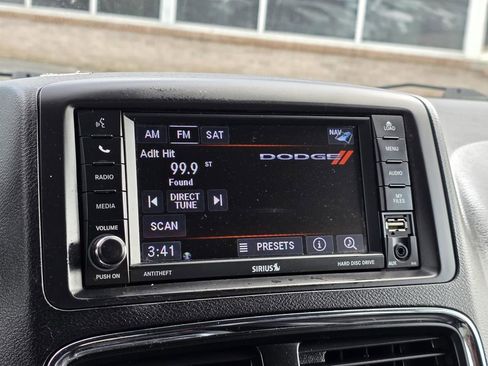 AM FM SAT NAV
Adlt Hit
99.9 ST
Found
DODGE
DIRECT
TUNE
SCAN
3:41 PRESETS
RADIO
MEDIA
VOLUME
PUSH ON
ANTITHEFT
SIRIUS
HARD DISC DRIVE
LOAD
MENU
AUDIO
MY
FILES
AUX